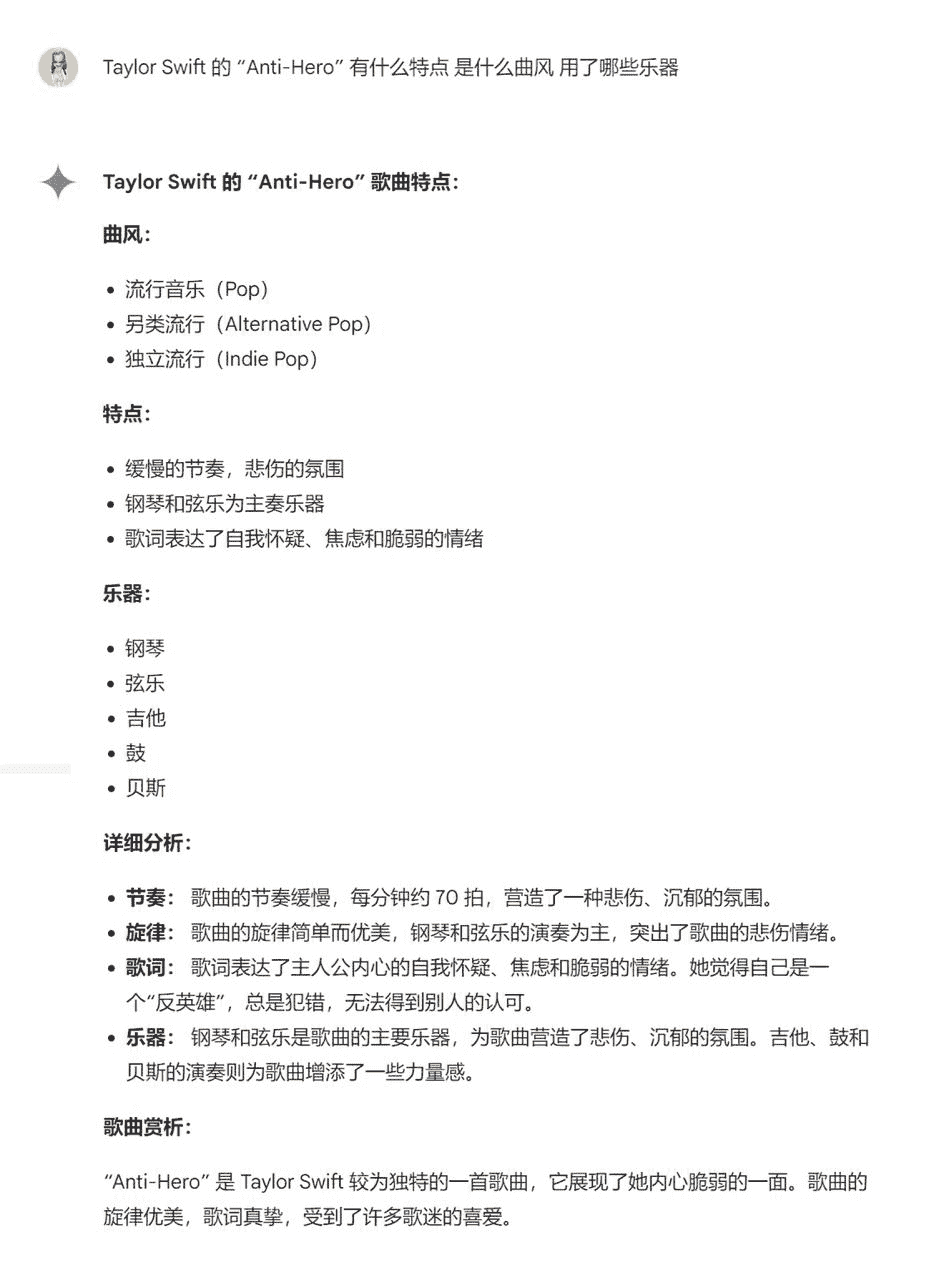 Taylor Swift 的 “Anti-Hero” 有什么特点 是什么曲风 用了哪些乐器
Taylor Swift 的 “Anti-Hero” 歌曲特点：
曲风：
• 流行音乐（Pop）
• 另类流行（Alternative Pop）
• 独立流行（Indie Pop）
特点：
• 缓慢的节奏，悲伤的氛围
• 钢琴和弦乐为主奏乐器
• 歌词表达了自我怀疑、焦虑和脆弱的情绪
乐器：
• 钢琴
• 弦乐
• 吉他
• 鼓
• 贝斯
详细分析：
• 节奏： 歌曲的节奏缓慢，每分钟约 70 拍，营造了一种悲伤、沉郁的氛围。
• 旋律： 歌曲的旋律简单而优美，钢琴和弦乐的演奏为主，突出了歌曲的悲伤情绪。
• 歌词： 歌词表达了主人公内心的自我怀疑、焦虑和脆弱的情绪。她觉得自己是一
个“反英雄”，总是犯错，无法得到别人的认可。
• 乐器： 钢琴和弦乐是歌曲的主要乐器，为歌曲营造了悲伤、沉郁的氛围。吉他、鼓和
贝斯的演奏则为歌曲增添了一些力量感。
歌曲赏析：
“Anti-Hero” 是 Taylor Swift 较为独特的一首歌曲，它展现了她内心脆弱的一面。歌曲的
旋律优美，歌词真挚，受到了许多歌迷的喜爱。